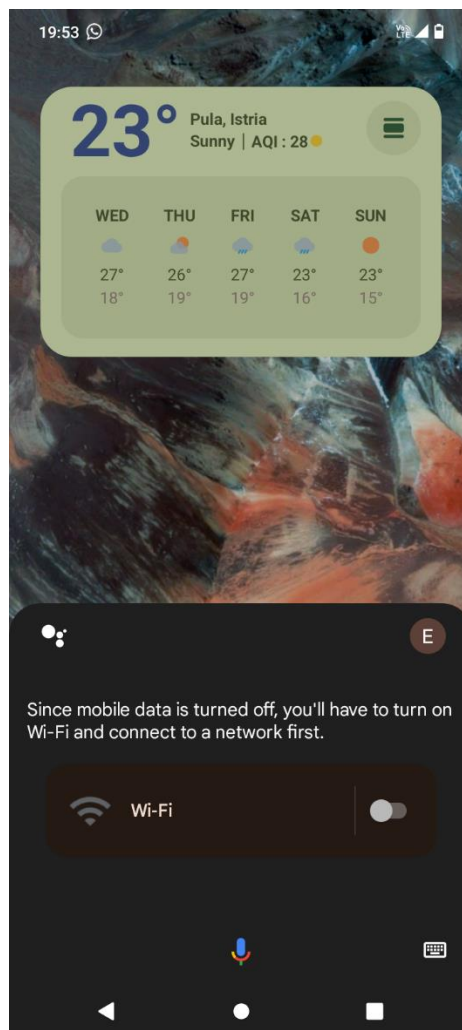 19:53
Vo)) LTE
23° Pula, Istria
Sunny | AQI : 28
WED THU FRI SAT SUN
27° 26° 27° 23° 23°
18° 19° 19° 16° 15°
E
Since mobile data is turned off, you'll have to turn on
Wi-Fi and connect to a network first.
Wi-Fi